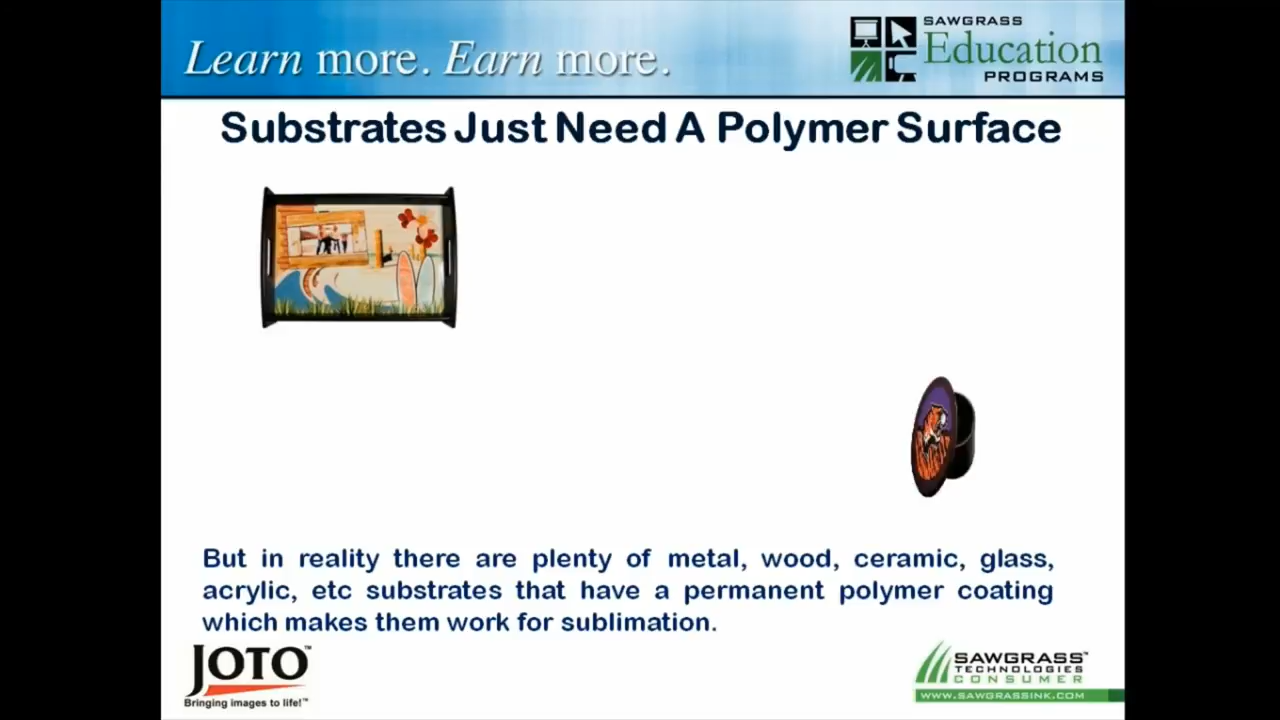 Learn more. Earn more.
SAWGRASS
Education
PROGRAMS
Substrates Just Need A Polymer Surface
But in reality there are plenty of metal, wood, ceramic, glass,
acrylic, etc substrates that have a permanent polymer coating
which makes them work for sublimation.
JOTO™
Bringing images to life!™
SAWGRASS™
TECHNOLOGIES
CONSUMER
WWW.SAWGRASSINK.COM